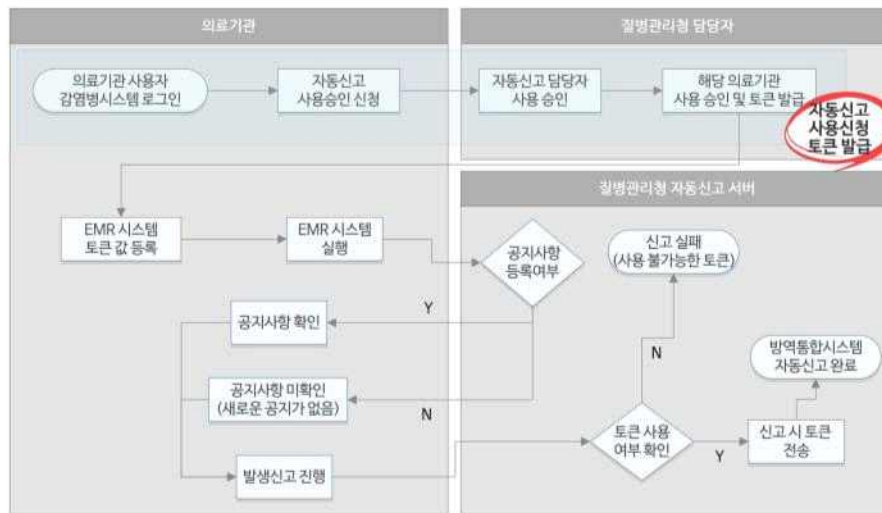 의료기관
질병관리청 담당자
의료기관 사용자
감염병시스템 로그인
자동신고
사용승인 신청
자동신고 담당자
사용 승인
해당 의료기관
사용 승인 및 토큰 발급
자동신고
사용신청
토큰 발급
질병관리청 자동신고 서버
EMR 시스템
토큰 값 등록
EMR 시스템
실행
공지사항
등록여부
신고 실패
(사용 불가능한 토큰)
공지사항 확인
Y
공지사항 미확인
(새로운 공지가 없음)
N
N
방역통합시스템
자동신고 완료
토큰 사용
여부 확인
Y
신고 시 토큰
전송
발생신고 진행